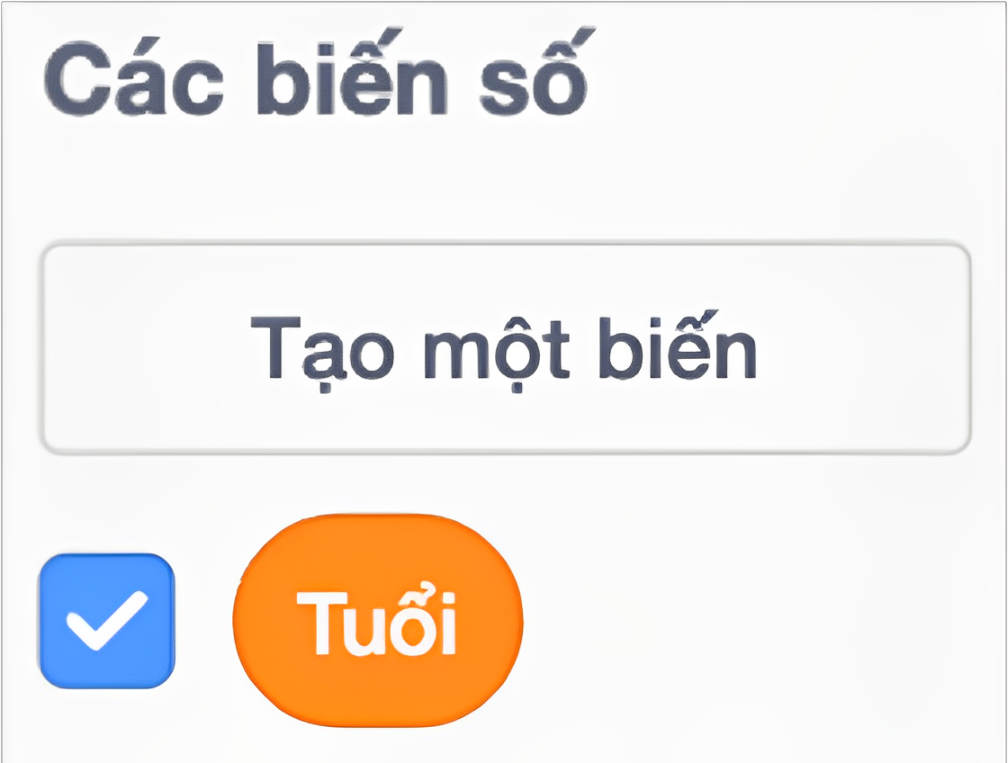 Các biến số
Tạo một biến
Tuổi